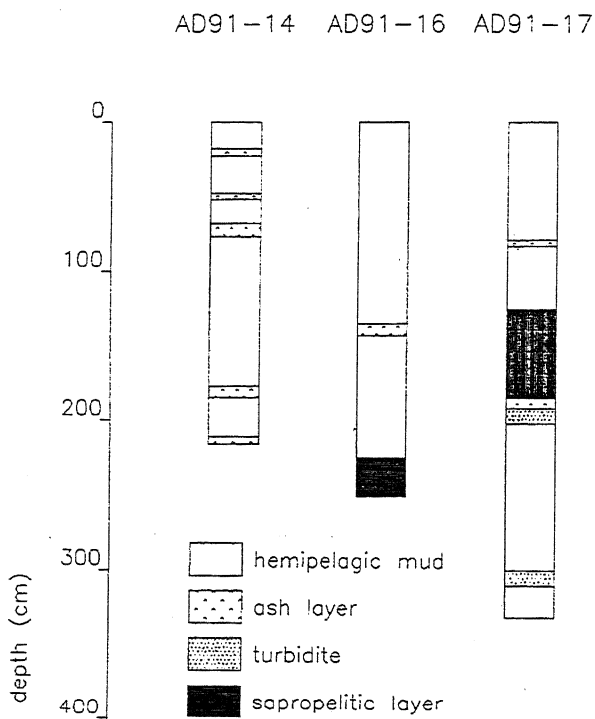 AD91-14 AD91-16 AD91-17
0
100
200
300
400
depth (cm)
hemipelagic mud
ash layer
turbidite
sapropelitic layer